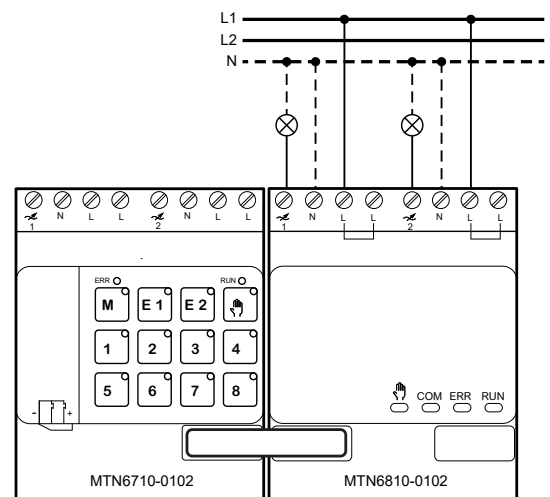 L1
L2
N
N L L N L L N L L N L L
1 2 1 2
ERR RUN
M E 1 E 2
1 2 3 4
5 6 7 8
COM ERR RUN
- +
MTN6710-0102 MTN6810-0102